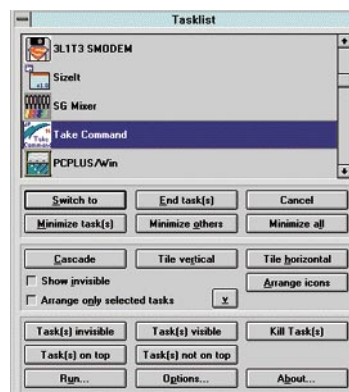 Tasklist
3L1T3 SMODEM
SizeIt
SG Mixer
Take Command
PCPLUS/Win
Switch to
End task(s)
Cancel
Minimize task(s)
Minimize others
Minimize all
Cascade
Tile vertical
Tile horizontal
Show invisible
Arrange icons
Arrange only selected tasks
v
Task(s) invisible
Task(s) visible
Kill Task(s)
Task(s) on top
Task(s) not on top
Run...
Options...
About...